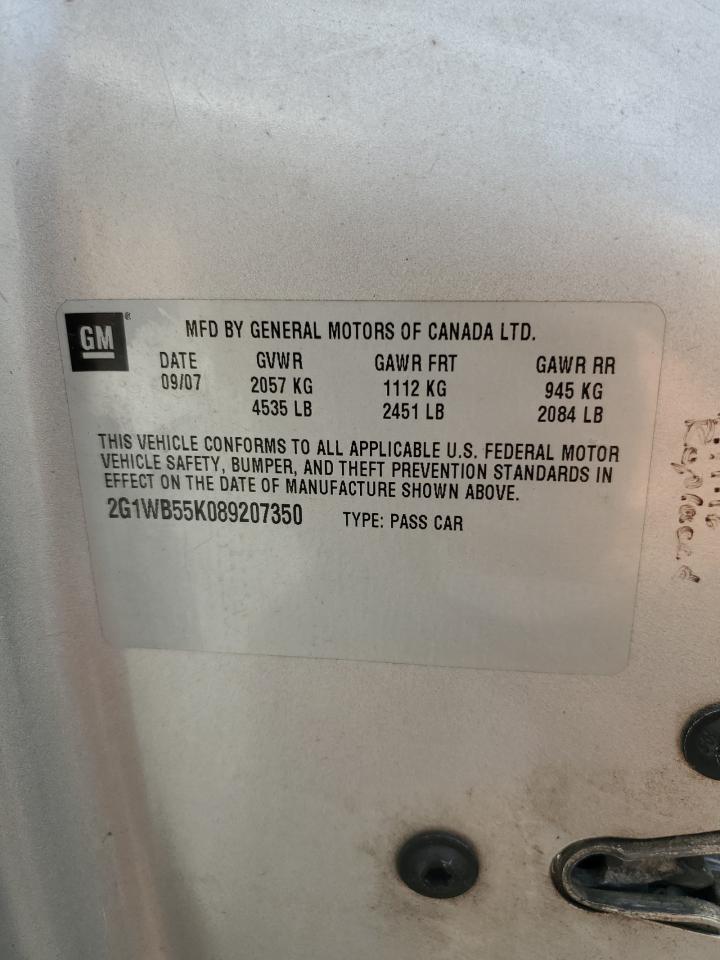 GM®
MFD BY GENERAL MOTORS OF CANADA LTD.
DATE GVWR GAWR FRT GAWR RR
09/07 2057 KG 1112 KG 945 KG
4535 LB 2451 LB 2084 LB
THIS VEHICLE CONFORMS TO ALL APPLICABLE U.S. FEDERAL MOTOR
VEHICLE SAFETY, BUMPER, AND THEFT PREVENTION STANDARDS IN
EFFECT ON THE DATE OF MANUFACTURE SHOWN ABOVE.
2G1WB55K089207350 TYPE: PASS CAR
Replaced